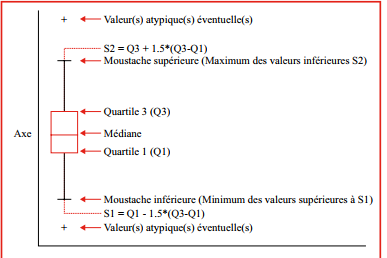 + Valeur(s) atypique(s) éventuelle(s)
S2 = Q3 + 1.5*(Q3-Q1)
Moustache supérieure (Maximum des valeurs inférieures S2)
Quartile 3 (Q3)
Axe
Médiane
Quartile 1 (Q1)
Moustache inférieure (Minimum des valeurs supérieures à S1)
S1 = Q1 - 1.5*(Q3-Q1)
+ Valeur(s) atypique(s) éventuelle(s)